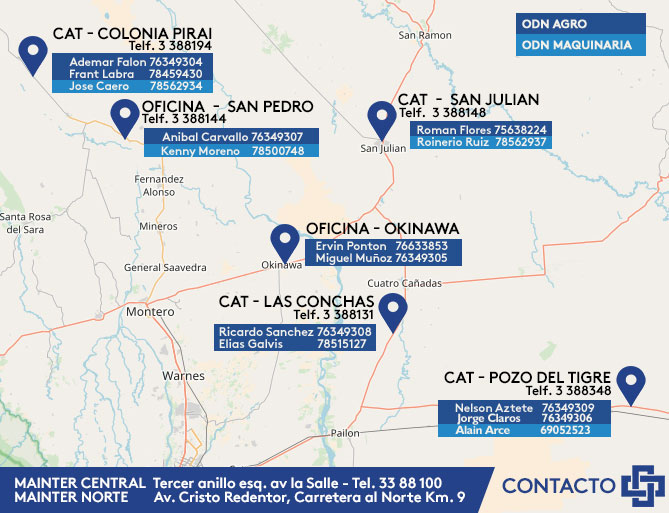 CAT - COLONIA PIRAI
Telf. 3 388194
Ademar Falon 76349304
Frant Labra 78459430
Jose Caero 78562934
San Ramon
ODN AGRO
ODN MAQUINARIA
OFICINA - SAN PEDRO
Telf. 3 388144
Anibal Carvallo 76349307
Kenny Moreno 78500748
CAT - SAN JULIAN
Telf. 3 388148
Roman Flores 75638224
Roinerio Ruiz 78562937
San Julian
Fernandez
Alonso
Santa Rosa
del Sara
Mineros
OFICINA - OKINAWA
Ervin Ponton 76633853
Miguel Muñoz 76349305
General Saavedra
Okinawa
Cuatro Cañadas
CAT - LAS CONCHAS
Telf. 3 388131
Ricardo Sanchez 76349308
Elias Galvis 78515127
Montero
Warnes
CAT - POZO DEL TIGRE
Telf. 3 388348
Nelson Aztete 76349309
Jorge Claros 76349306
Alain Arce 69052523
Pailon
MAINTER CENTRAL Tercer anillo esq. av la Salle - Tel. 33 88 100
MAINTER NORTE Av. Cristo Redentor, Carretera al Norte Km. 9
CONTACTO